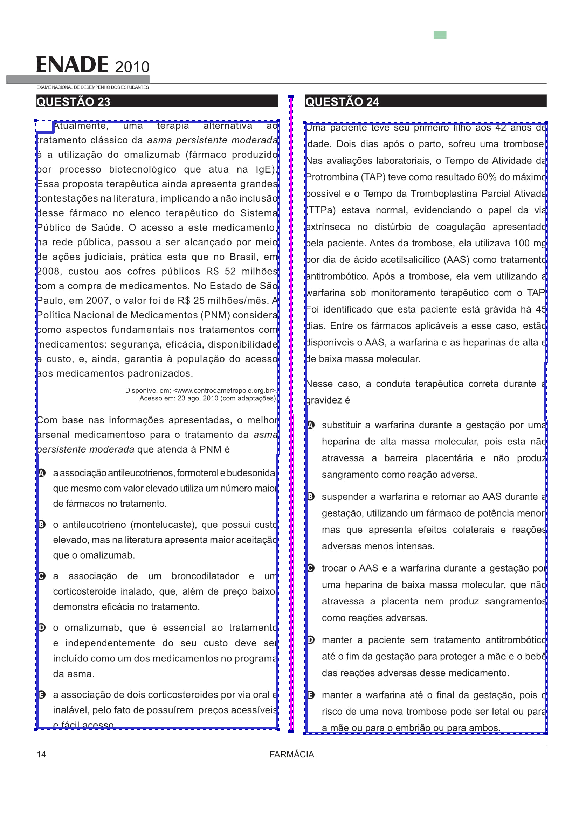 ENADE 2010
EXAME NACIONAL DE DESEMPENHO DOS ESTUDANTES
QUESTÃO 23
Atualmente, uma terapia alternativa ao
tratamento clássico da asma persistente moderada
é a utilização do omalizumab (fármaco produzido
por processo biotecnológico que atua na IgE).
Essa proposta terapêutica ainda apresenta grandes
contestações na literatura, implicando a não inclusão
desse fármaco no elenco terapêutico do Sistema
Público de Saúde. O acesso a este medicamento,
na rede pública, passou a ser alcançado por meio
de ações judiciais, prática esta que no Brasil, em
2008, custou aos cofres públicos R$ 52 milhões
com a compra de medicamentos. No Estado de São
Paulo, em 2007, o valor foi de R$ 25 milhões/mês. A
Política Nacional de Medicamentos (PNM) considera
como aspectos fundamentais nos tratamentos com
medicamentos: segurança, eficácia, disponibilidade
a custo, e, ainda, garantia à população do acesso
aos medicamentos padronizados.
Disponível em: <www.centrocametropole.org.br>.
Acesso em: 20 ago. 2010 (com adaptações).
Com base nas informações apresentadas, o melhor
arsenal medicamentoso para o tratamento da asma
persistente moderada que atenda à PNM é
A a associação antileucotrienos, formoterol e budesonida,
que mesmo com valor elevado utiliza um número maior
de fármacos no tratamento.
B o antileucotrieno (montelucaste), que possui custo
elevado, mas na literatura apresenta maior aceitação
que o omalizumab.
C a associação de um broncodilatador e um
corticosteroide inalado, que, além de preço baixo,
demonstra eficácia no tratamento.
D o omalizumab, que é essencial ao tratamento
e independentemente do seu custo deve ser
incluído como um dos medicamentos no programa
da asma.
E a associação de dois corticosteroides por via oral e
inalável, pelo fato de possuírem preços acessíveis
e fácil acesso.
QUESTÃO 24
Uma paciente teve seu primeiro filho aos 42 anos de
idade. Dois dias após o parto, sofreu uma trombose.
Nas avaliações laboratoriais, o Tempo de Atividade da
Protrombina (TAP) teve como resultado 60% do máximo
possível e o Tempo da Tromboplastina Parcial Ativada
(TTPa) estava normal, evidenciando o papel da via
extrínseca no distúrbio de coagulação apresentado
pela paciente. Antes da trombose, ela utilizava 100 mg
por dia de ácido acetilsalicílico (AAS) como tratamento
antitrombótico. Após a trombose, ela vem utilizando a
warfarina sob monitoramento terapêutico com o TAP.
Foi identificado que esta paciente está grávida há 45
dias. Entre os fármacos aplicáveis a esse caso, estão
disponíveis o AAS, a warfarina e as heparinas de alta e
de baixa massa molecular.
Nesse caso, a conduta terapêutica correta durante a
gravidez é
A substituir a warfarina durante a gestação por uma
heparina de alta massa molecular, pois esta não
atravessa a barreira placentária e não produz
sangramento como reação adversa.
B suspender a warfarina e retornar ao AAS durante a
gestação, utilizando um fármaco de potência menor,
mas que apresenta efeitos colaterais e reações
adversas menos intensas.
C trocar o AAS e a warfarina durante a gestação por
uma heparina de baixa massa molecular, que não
atravessa a placenta nem produz sangramentos
como reações adversas.
D manter a paciente sem tratamento antitrombótico
até o fim da gestação para proteger a mãe e o bebê
das reações adversas desse medicamento.
E manter a warfarina até o final da gestação, pois o
risco de uma nova trombose pode ser letal ou para
a mãe ou para o embrião ou para ambos.
14
FARMÁCIA